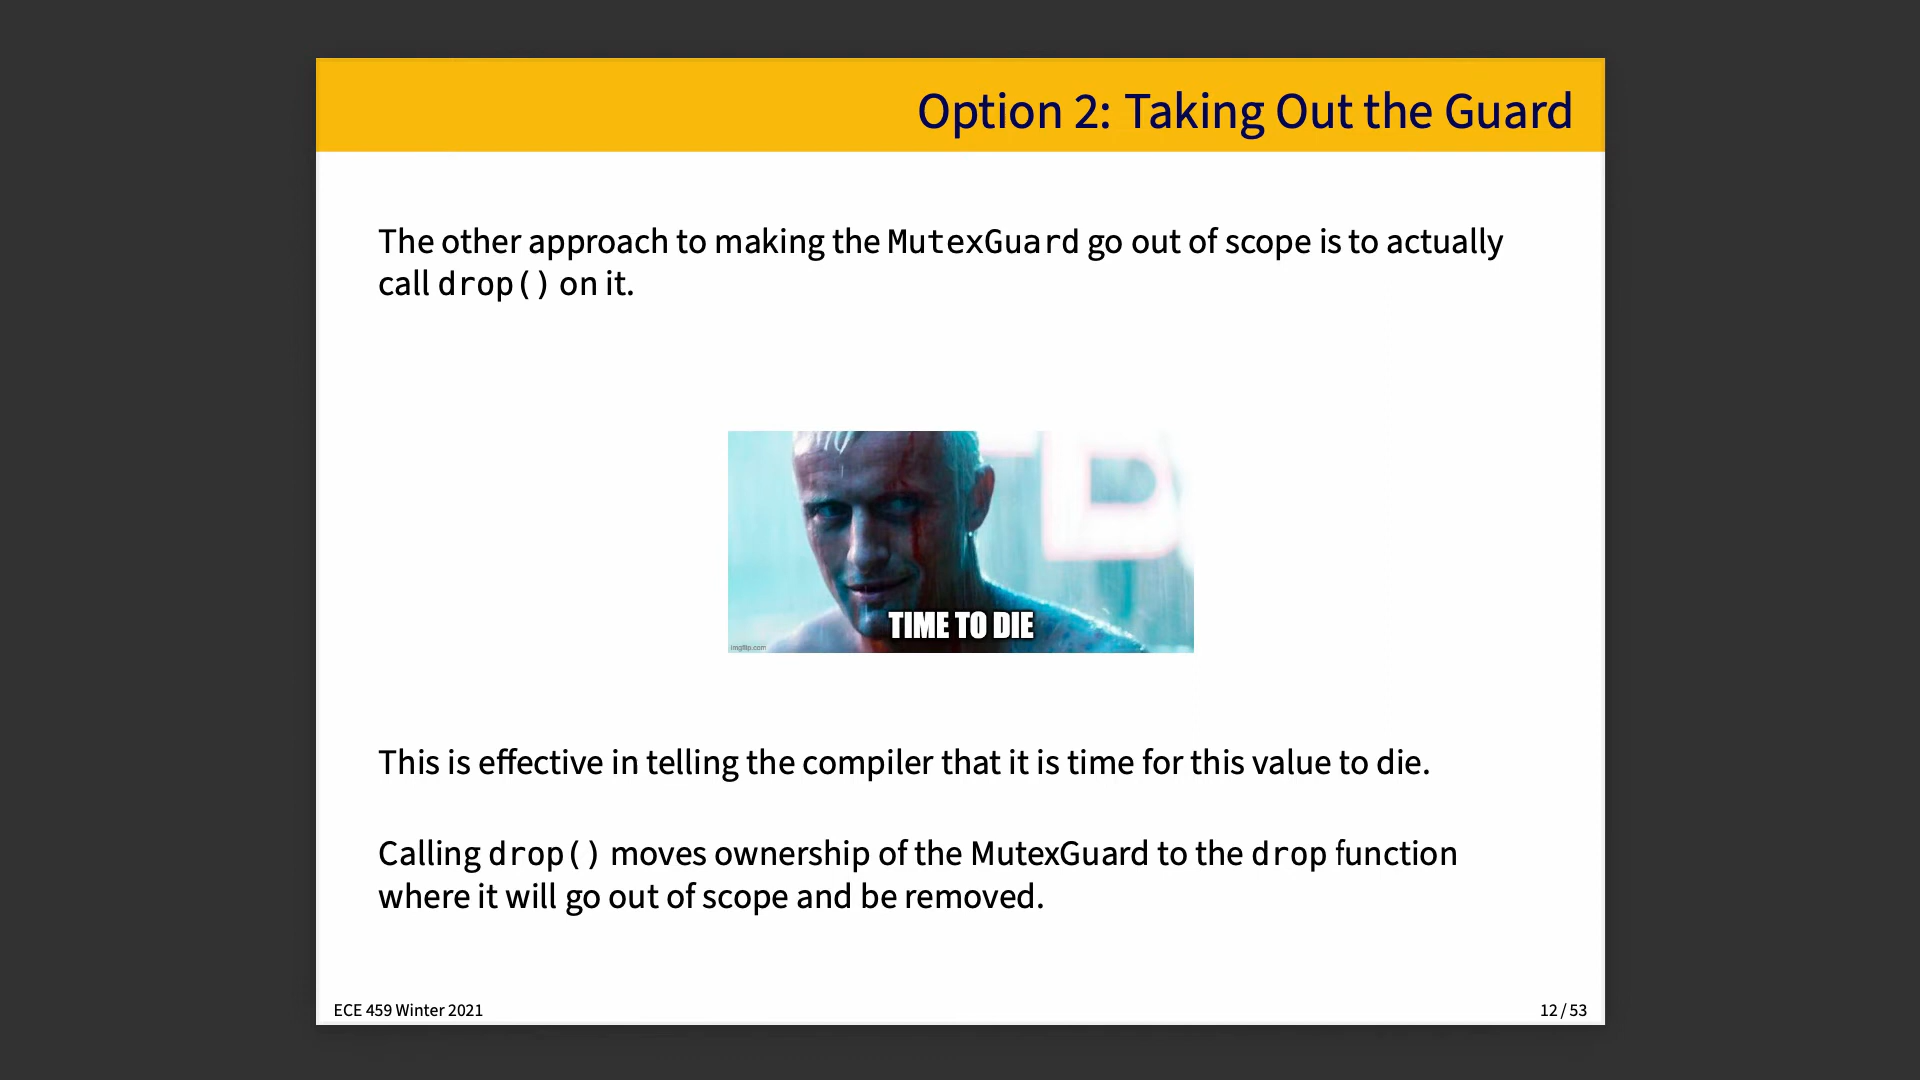 Option 2: Taking Out the Guard
The other approach to making the MutexGuard go out of scope is to actually
call drop() on it.
TIME TO DIE
imgflip.com
This is effective in telling the compiler that it is time for this value to die.
Calling drop() moves ownership of the MutexGuard to the drop function
where it will go out of scope and be removed.
ECE 459 Winter 2021
12 / 53